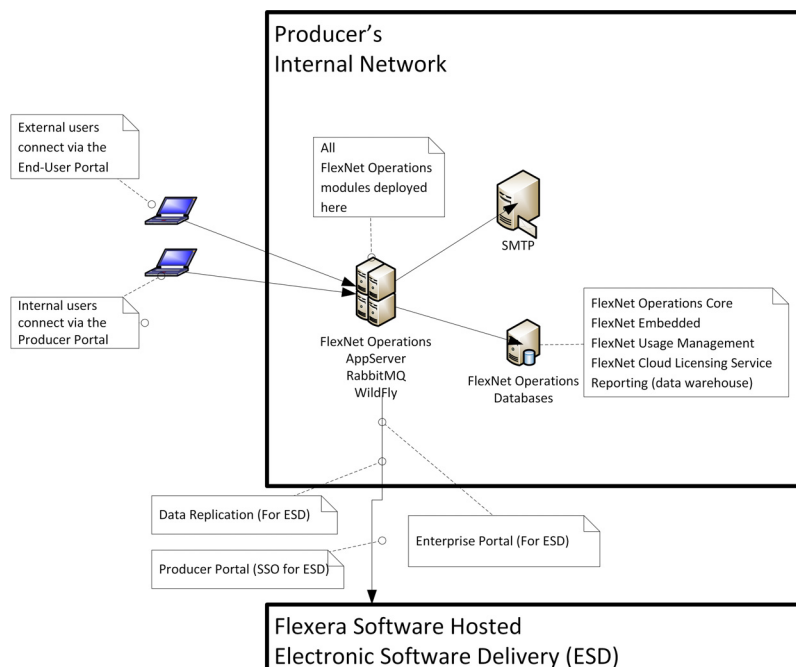 Producer's
Internal Network
External users
connect via the
End-User Portal
All
FlexNet Operations
modules deployed
here
SMTP
Internal users
connect via the
Producer Portal
FlexNet Operations
AppServer
RabbitMQ
WildFly
FlexNet Operations
Databases
FlexNet Operations Core
FlexNet Embedded
FlexNet Usage Management
FlexNet Cloud Licensing Service
Reporting (data warehouse)
Data Replication (For ESD)
Enterprise Portal (For ESD)
Producer Portal (SSO for ESD)
Flexera Software Hosted
Electronic Software Delivery (ESD)